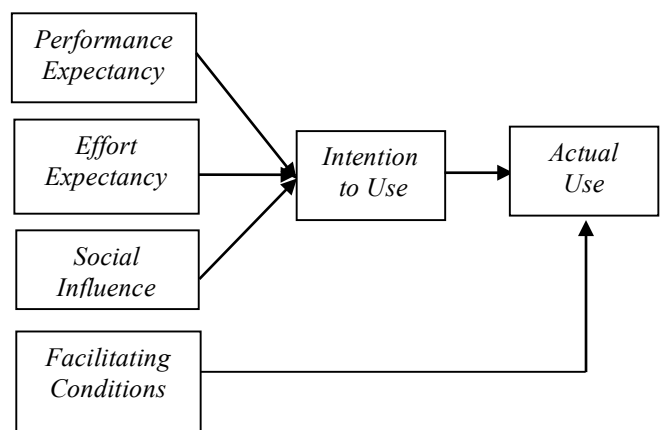 Performance
Expectancy
Effort
Expectancy
Social
Influence
Facilitating
Conditions
Intention
to Use
Actual
Use